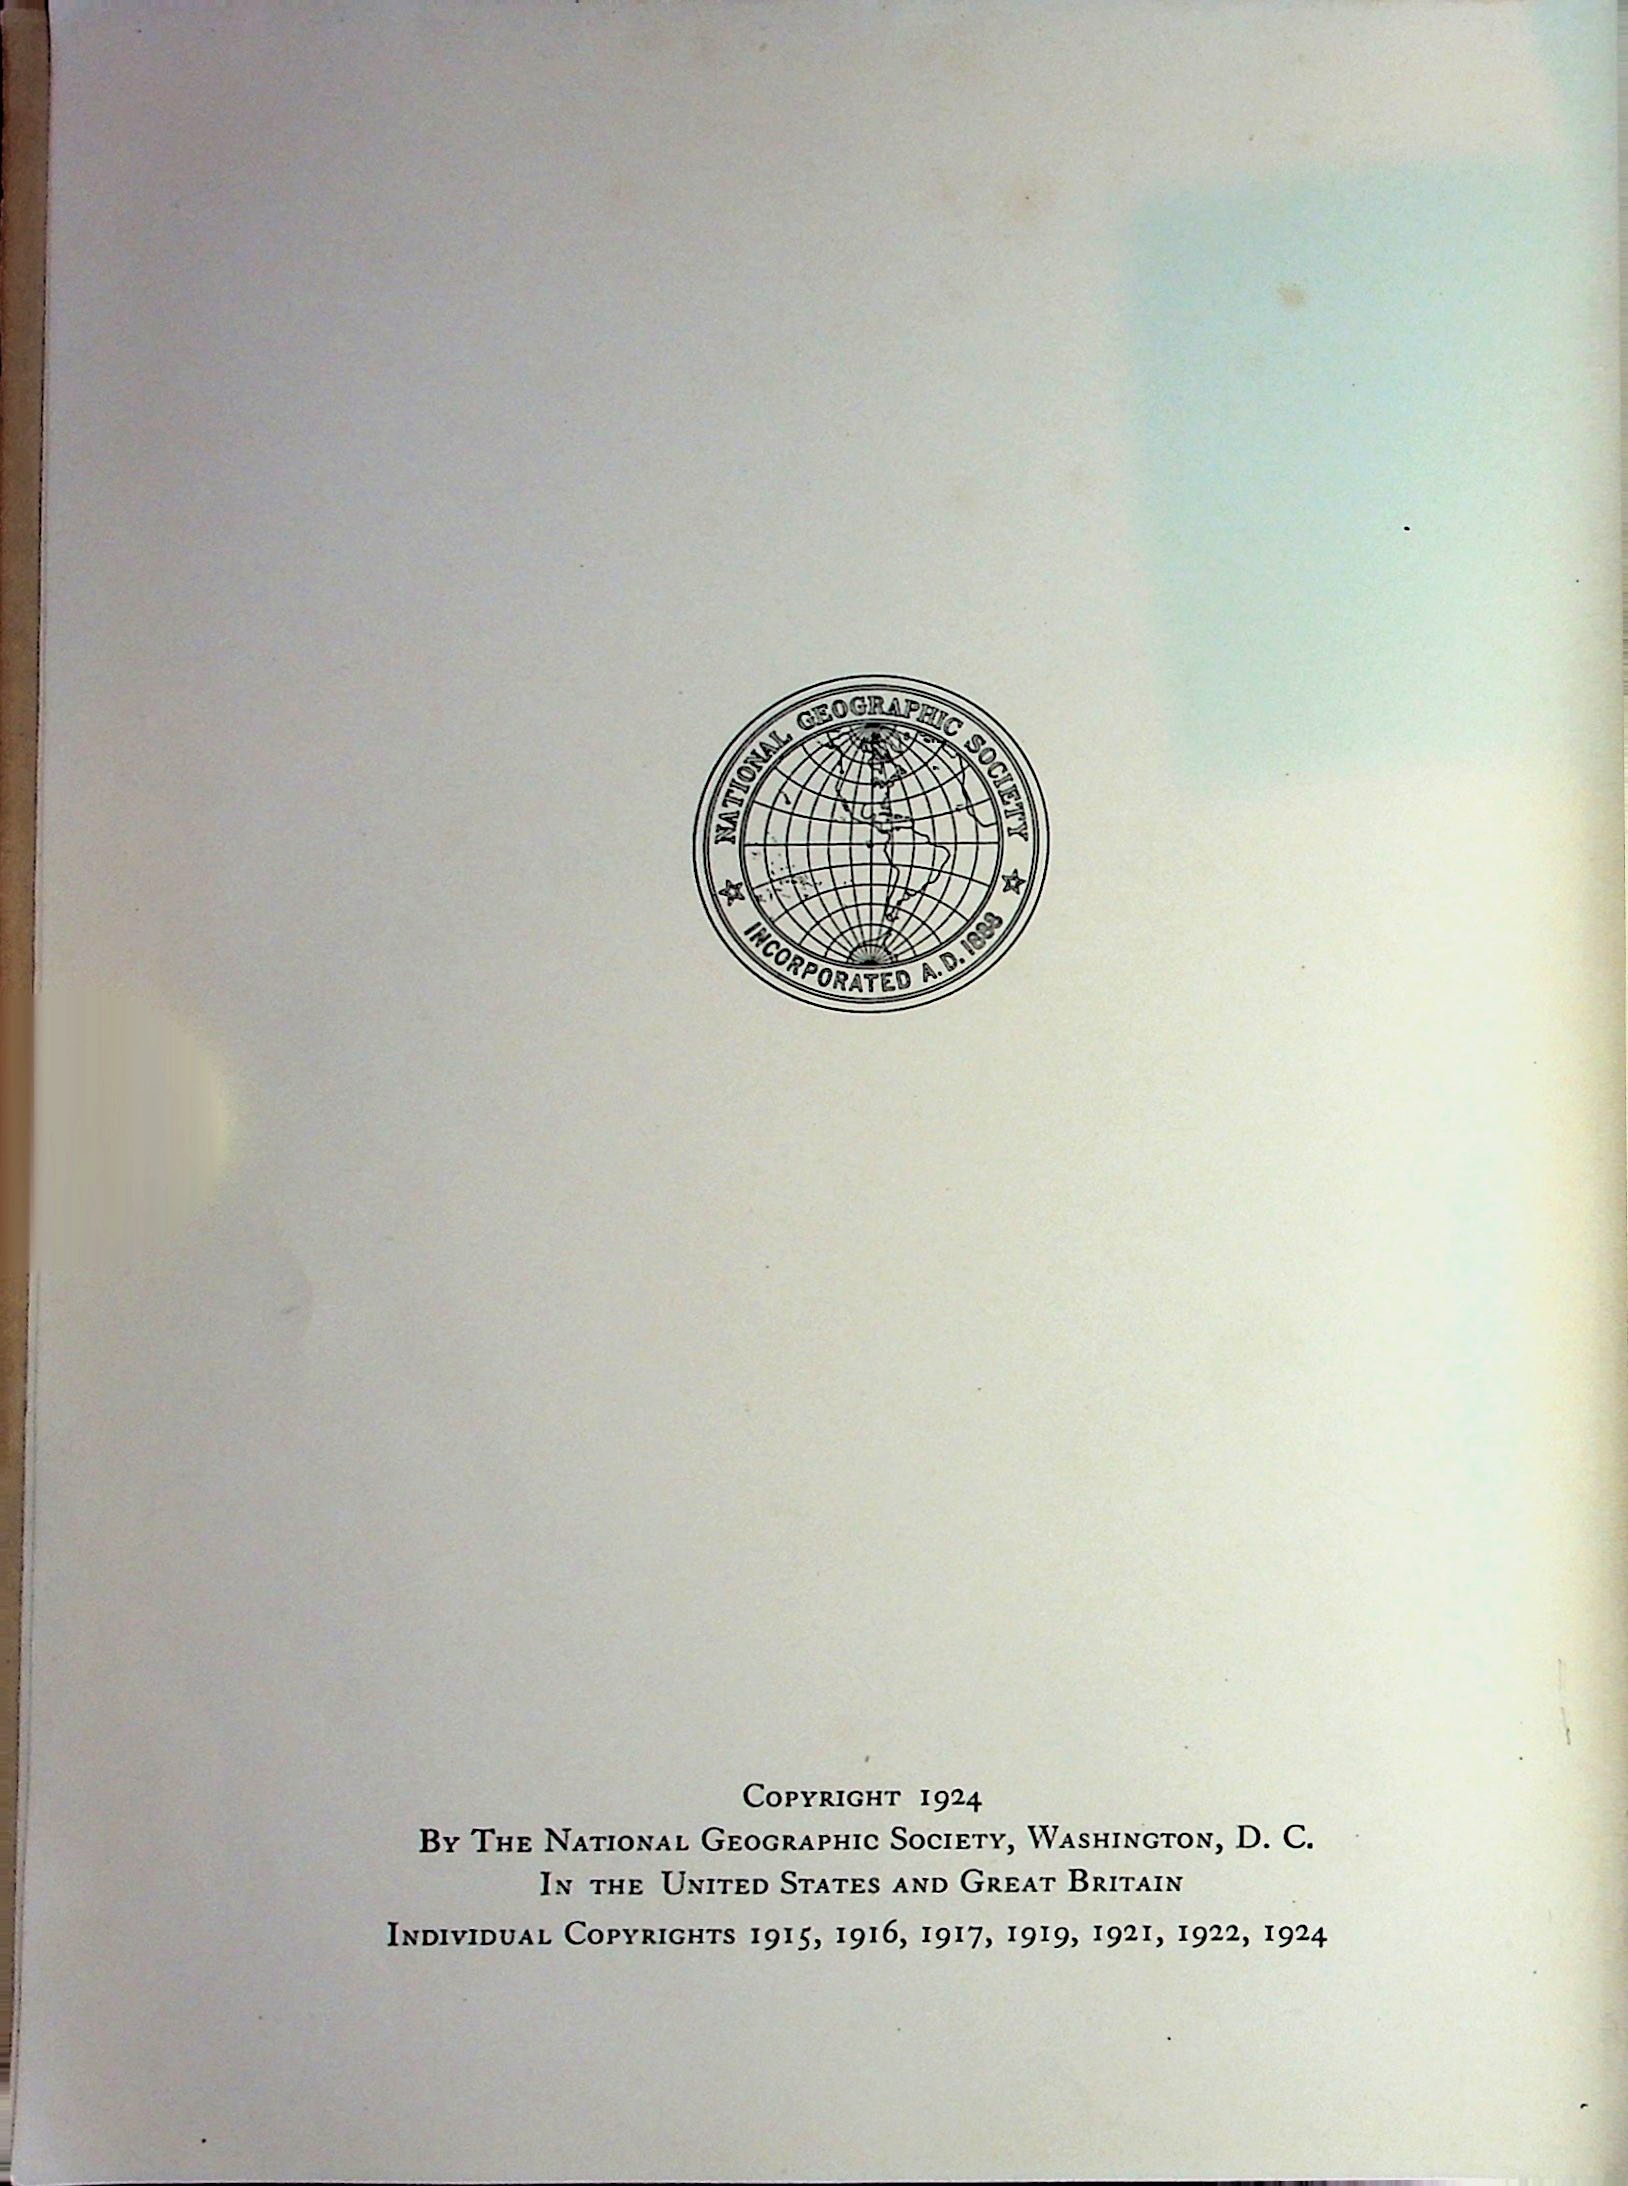 NATIONAL GEOGRAPHIC SOCIETY
INCORPORATED A.D. 1888
COPYRIGHT 1924
BY THE NATIONAL GEOGRAPHIC SOCIETY, WASHINGTON, D. C.
IN THE UNITED STATES AND GREAT BRITAIN
INDIVIDUAL COPYRIGHTS 1915, 1916, 1917, 1919, 1921, 1922, 1924